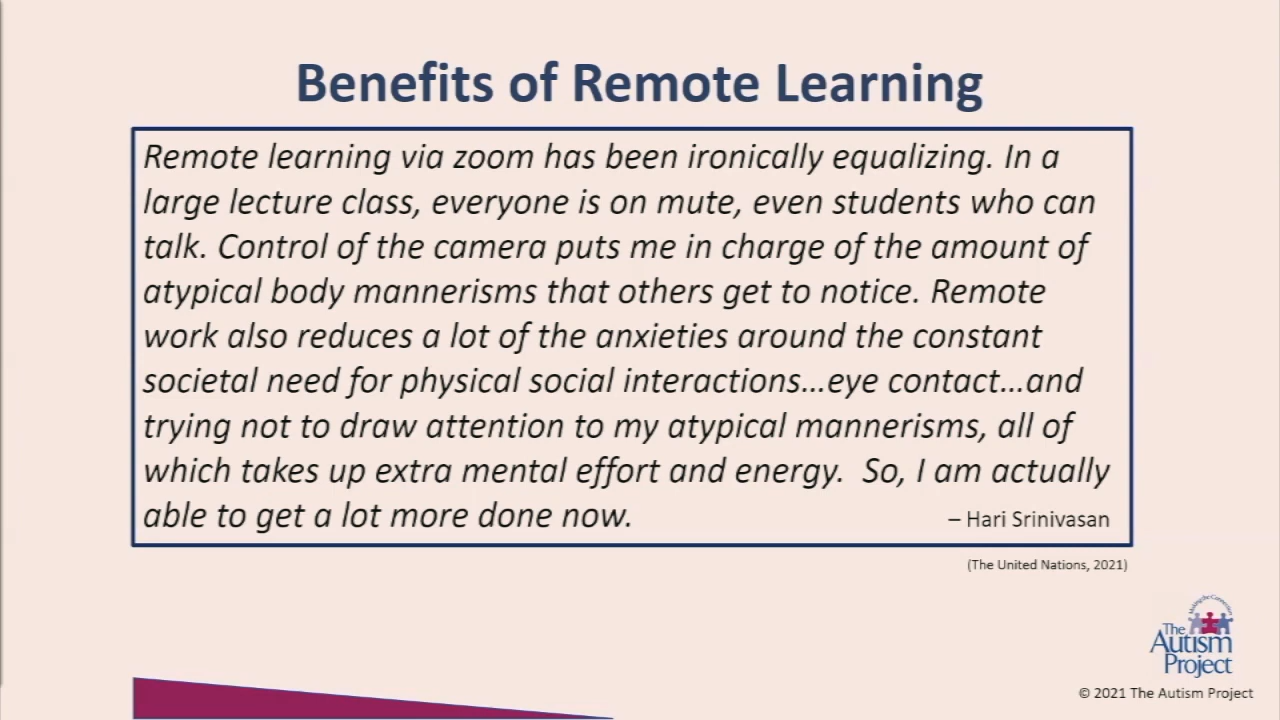 Benefits of Remote Learning
Remote learning via zoom has been ironically equalizing. In a
large lecture class, everyone is on mute, even students who can
talk. Control of the camera puts me in charge of the amount of
atypical body mannerisms that others get to notice. Remote
work also reduces a lot of the anxieties around the constant
societal need for physical social interactions...eye contact...and
trying not to draw attention to my atypical mannerisms, all of
which takes up extra mental effort and energy.  So, I am actually
able to get a lot more done now.
– Hari Srinivasan
(The United Nations, 2021)
Making the Connection
The
Autism
Project
© 2021 The Autism Project